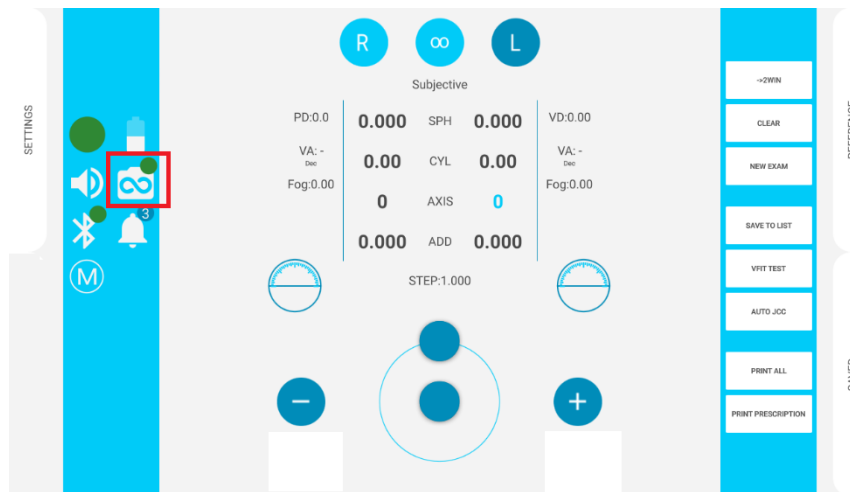 SETTINGS
3
M
R
∞
L
Subjective
PD:0.0
0.000 SPH 0.000
VD:0.00
VA: -
Dec
0.00 CYL 0.00
VA: -
Dec
Fog:0.00
0 AXIS 0
Fog:0.00
0.000 ADD 0.000
STEP:1.000
−
+
->2WIN
CLEAR
NEW EXAM
SAVE TO LIST
VFIT TEST
AUTO JCC
PRINT ALL
PRINT PRESCRIPTION